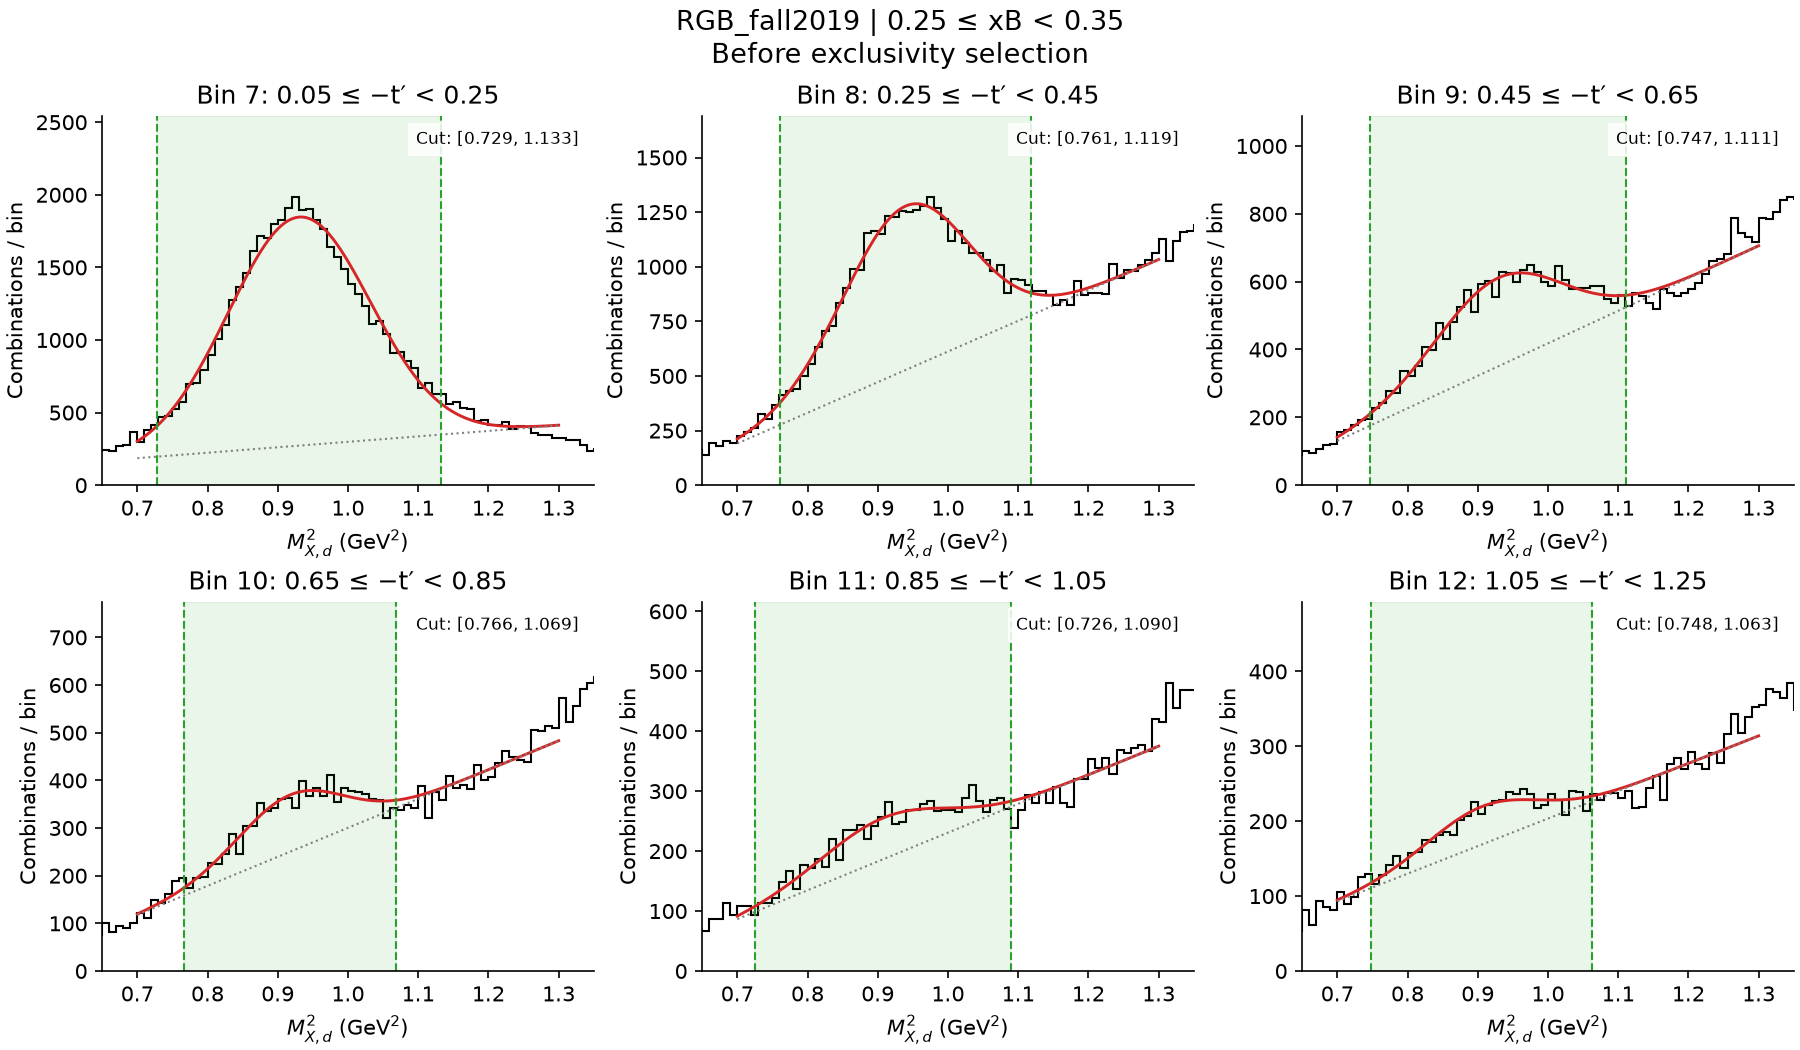 RGB_fall2019 | 0.25 ≤ xB < 0.35
Before exclusivity selection
Bin 7: 0.05 ≤ −t′ < 0.25
Cut: [0.729, 1.133]
Combinations / bin
2500
2000
1500
1000
500
0
0.7 0.8 0.9 1.0 1.1 1.2 1.3
M²_{X,d} (GeV²)
Bin 8: 0.25 ≤ −t′ < 0.45
Cut: [0.761, 1.119]
Combinations / bin
1500
1250
1000
750
500
250
0
0.7 0.8 0.9 1.0 1.1 1.2 1.3
M²_{X,d} (GeV²)
Bin 9: 0.45 ≤ −t′ < 0.65
Cut: [0.747, 1.111]
Combinations / bin
1000
800
600
400
200
0
0.7 0.8 0.9 1.0 1.1 1.2 1.3
M²_{X,d} (GeV²)
Bin 10: 0.65 ≤ −t′ < 0.85
Cut: [0.766, 1.069]
Combinations / bin
700
600
500
400
300
200
100
0
0.7 0.8 0.9 1.0 1.1 1.2 1.3
M²_{X,d} (GeV²)
Bin 11: 0.85 ≤ −t′ < 1.05
Cut: [0.726, 1.090]
Combinations / bin
600
500
400
300
200
100
0
0.7 0.8 0.9 1.0 1.1 1.2 1.3
M²_{X,d} (GeV²)
Bin 12: 1.05 ≤ −t′ < 1.25
Cut: [0.748, 1.063]
Combinations / bin
400
300
200
100
0
0.7 0.8 0.9 1.0 1.1 1.2 1.3
M²_{X,d} (GeV²)